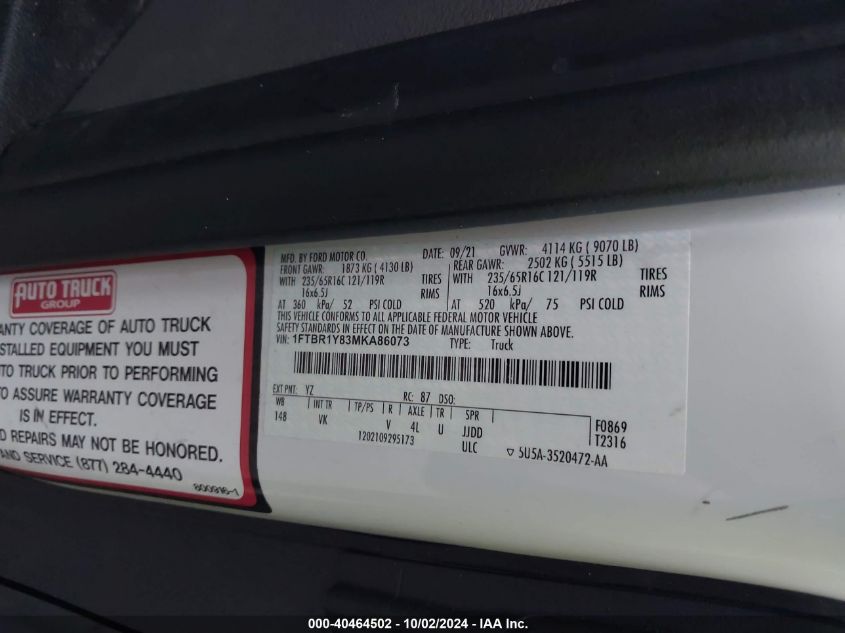 AUTO TRUCK
GROUP
ANTY COVERAGE OF AUTO TRUCK
STALLED EQUIPMENT YOU MUST
TO TRUCK PRIOR TO PERFORMING
TO ASSURE WARRANTY COVERAGE
IS IN EFFECT.
D REPAIRS MAY NOT BE HONORED.
AND SERVICE (877) 284-4440
800916-1
MFD. BY FORD MOTOR CO. DATE: 09/21 GVWR: 4114 KG ( 9070 LB)
FRONT GAWR: 1873 KG ( 4130 LB) REAR GAWR: 2502 KG ( 5515 LB)
WITH 235/65R16C 121/119R TIRES WITH 235/65R16C 121/119R TIRES
16x6.5J RIMS 16x6.5J RIMS
AT 360 kPa/ 52 PSI COLD AT 520 kPa/ 75 PSI COLD
THIS VEHICLE CONFORMS TO ALL APPLICABLE FEDERAL MOTOR VEHICLE
SAFETY STANDARDS IN EFFECT ON THE DATE OF MANUFACTURE SHOWN ABOVE.
VIN: 1FTBR1Y83MKA86073 TYPE: Truck
EXT PNT: YZ RC: 87 DSO:
WB INT TR TP/PS R AXLE TR SPR
148 VK V 4L U JJDD F0869
1202109295173 ULC T2316
5U5A-3520472-AA
000-40464502 - 10/02/2024 - IAA Inc.